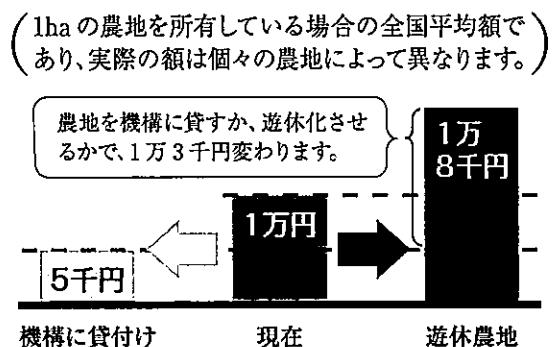 (1haの農地を所有している場合の全国平均額で
あり、実際の額は個々の農地によって異なります。)
農地を機構に貸すか、遊休化させ
るかで、1万3千円変わります。
1万
8千円
1万円
5千円
機構に貸付け 現在 遊休農地